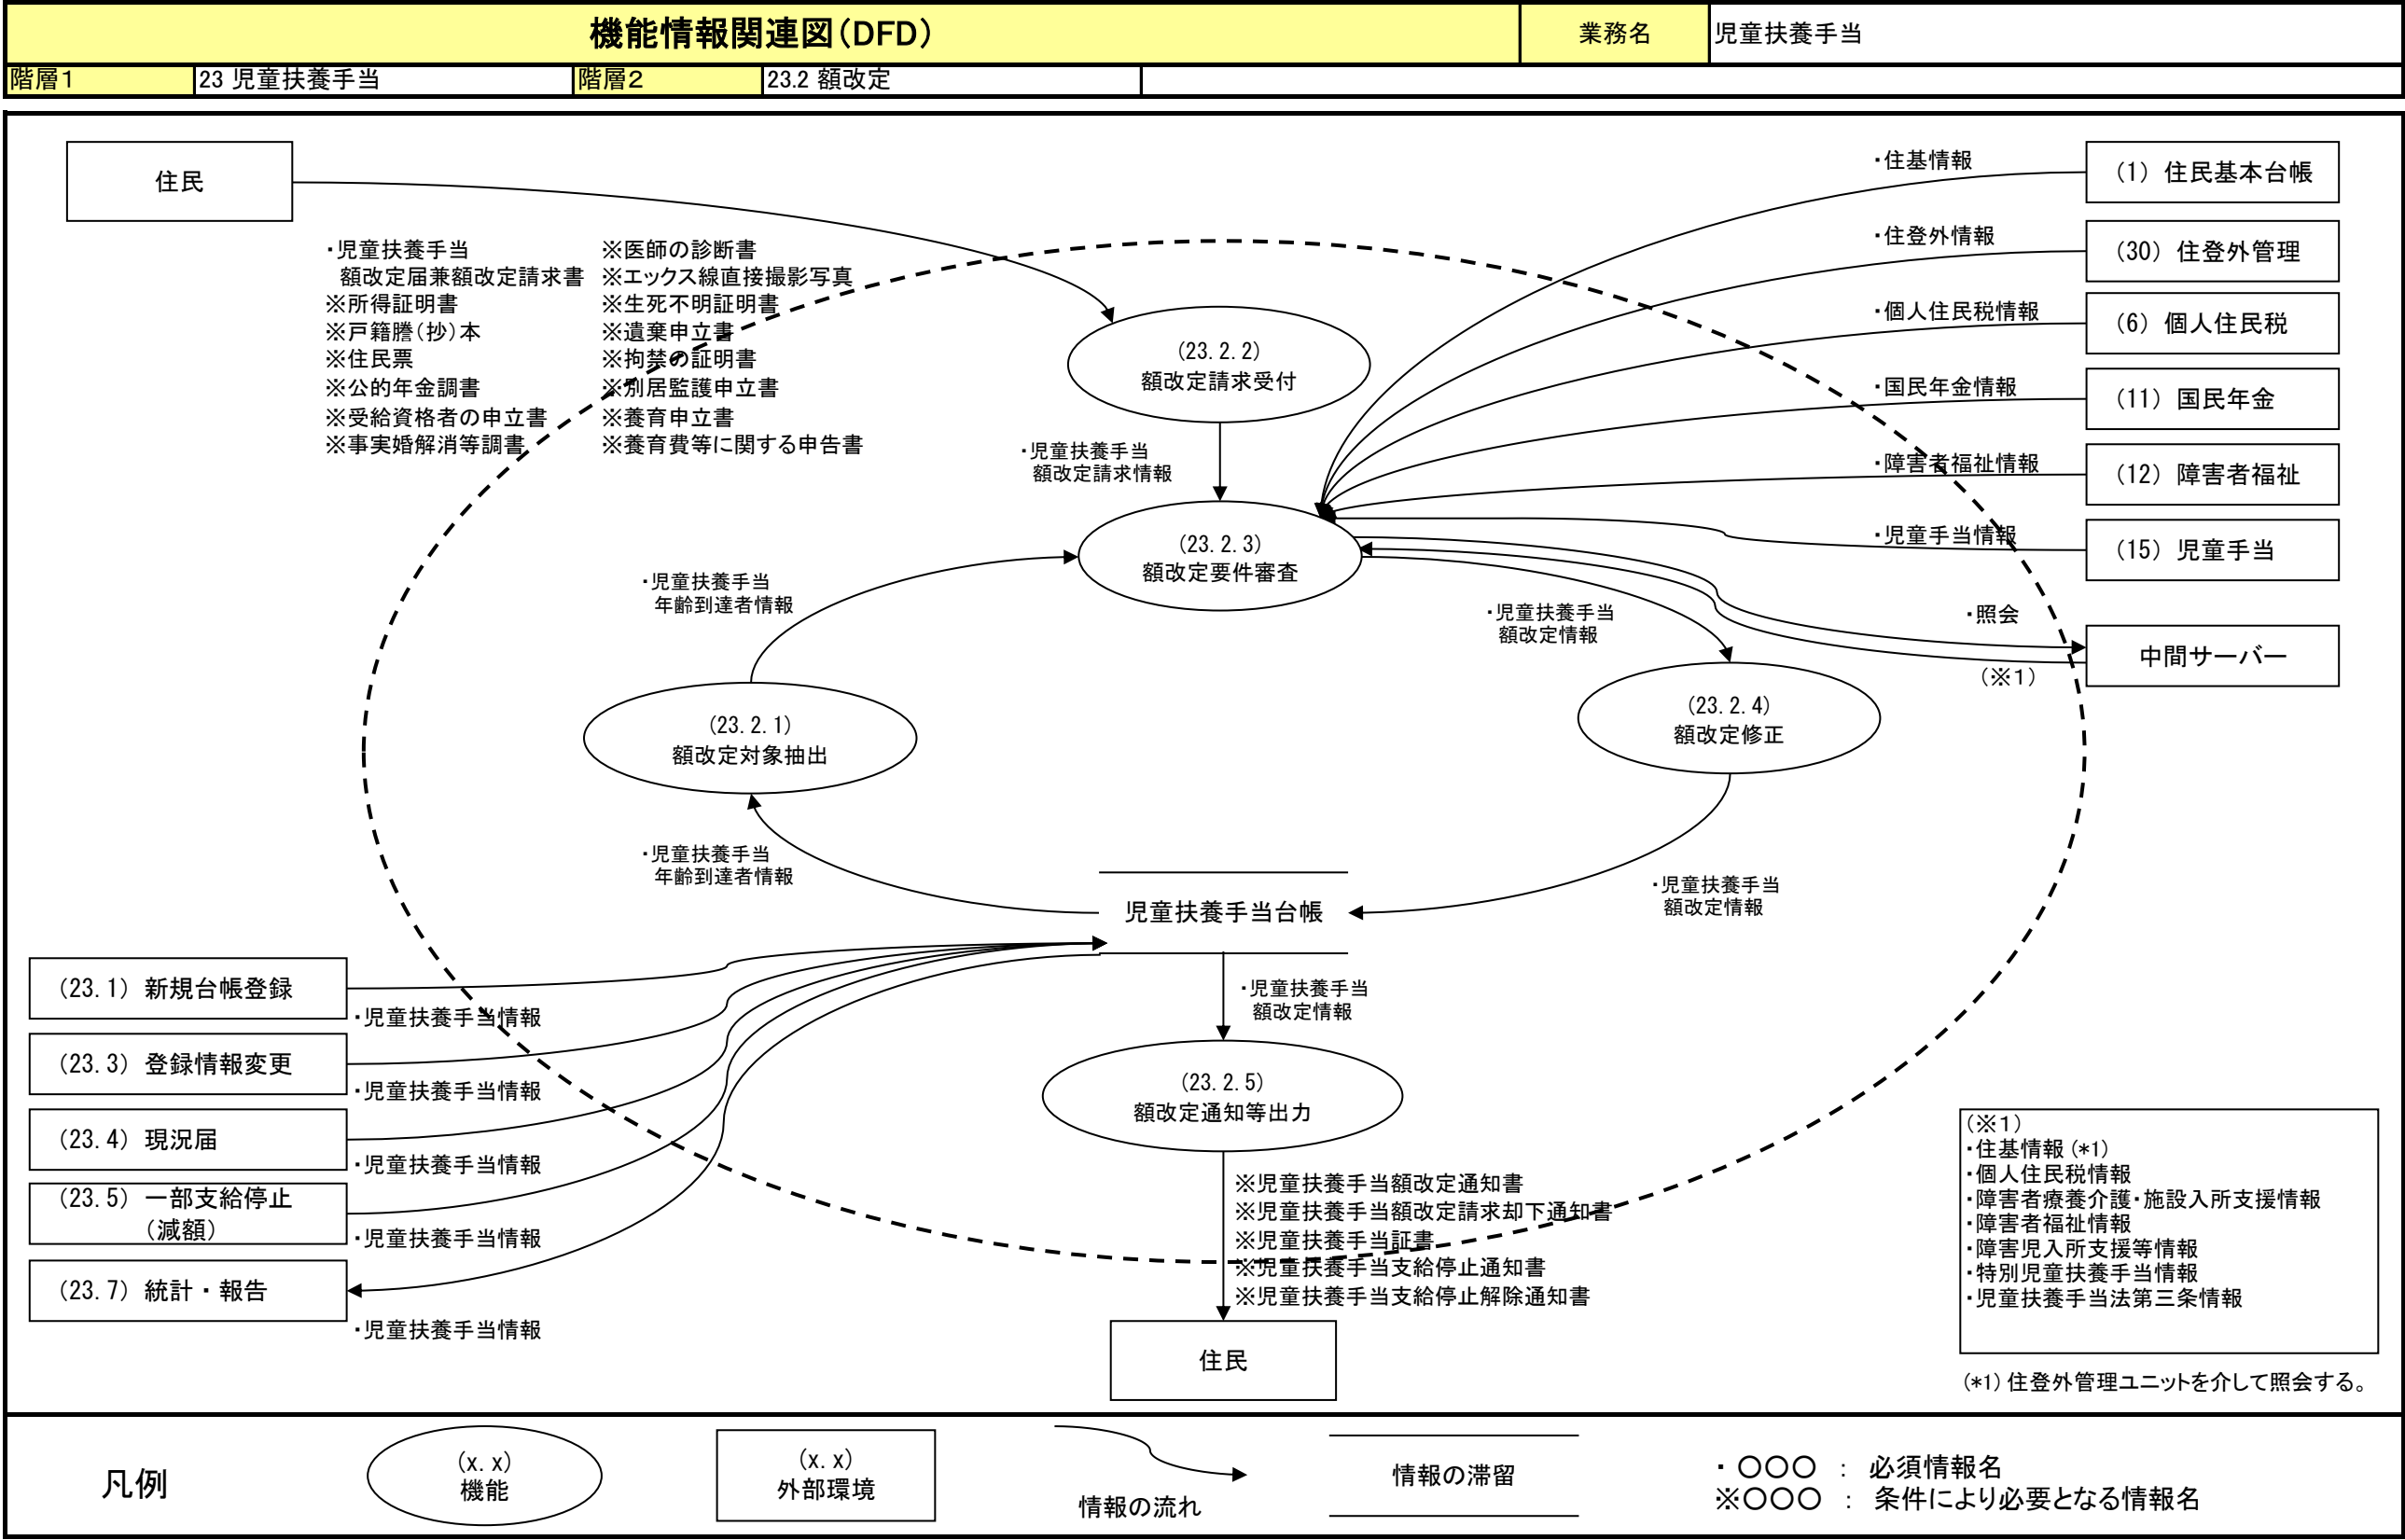 機能情報関連図(DFD)
業務名
児童扶養手当
階層1
23 児童扶養手当
階層2
23.2 額改定
住民
・児童扶養手当
額改定届兼額改定請求書
※所得証明書
※戸籍謄(抄)本
※住民票
※公的年金調書
※受給資格者の申立書
※事実婚解消等調書
※医師の診断書
※エックス線直接撮影写真
※生死不明証明書
※遺棄申立書
※拘禁の証明書
※別居監護申立書
※養育申立書
※養育費等に関する申告書
・住基情報
(1) 住民基本台帳
・住登外情報
(30) 住登外管理
・個人住民税情報
(6) 個人住民税
・国民年金情報
(11) 国民年金
・障害者福祉情報
(12) 障害者福祉
・児童手当情報
(15) 児童手当
・照会
中間サーバー
(※1)
(23.2.2)
額改定請求受付
・児童扶養手当
額改定請求情報
(23.2.3)
額改定要件審査
・児童扶養手当
年齢到達者情報
・児童扶養手当
額改定情報
(23.2.1)
額改定対象抽出
(23.2.4)
額改定修正
・児童扶養手当
年齢到達者情報
児童扶養手当台帳
・児童扶養手当
額改定情報
(23.1) 新規台帳登録
・児童扶養手当情報
(23.3) 登録情報変更
・児童扶養手当情報
(23.4) 現況届
・児童扶養手当情報
(23.5) 一部支給停止
(減額)
・児童扶養手当情報
(23.7) 統計・報告
・児童扶養手当情報
・児童扶養手当
額改定情報
(23.2.5)
額改定通知等出力
※児童扶養手当額改定通知書
※児童扶養手当額改定請求却下通知書
※児童扶養手当証書
※児童扶養手当支給停止通知書
※児童扶養手当支給停止解除通知書
住民
(※1)
・住基情報(*1)
・個人住民税情報
・障害者療養介護・施設入所支援情報
・障害者福祉情報
・障害児入所支援等情報
・特別児童扶養手当情報
・児童扶養手当法第三条情報
(*1)住登外管理ユニットを介して照会する。
凡例
(x.x)
機能
(x.x)
外部環境
情報の流れ
情報の滞留
・ 〇〇〇 : 必須情報名
※〇〇〇 : 条件により必要となる情報名